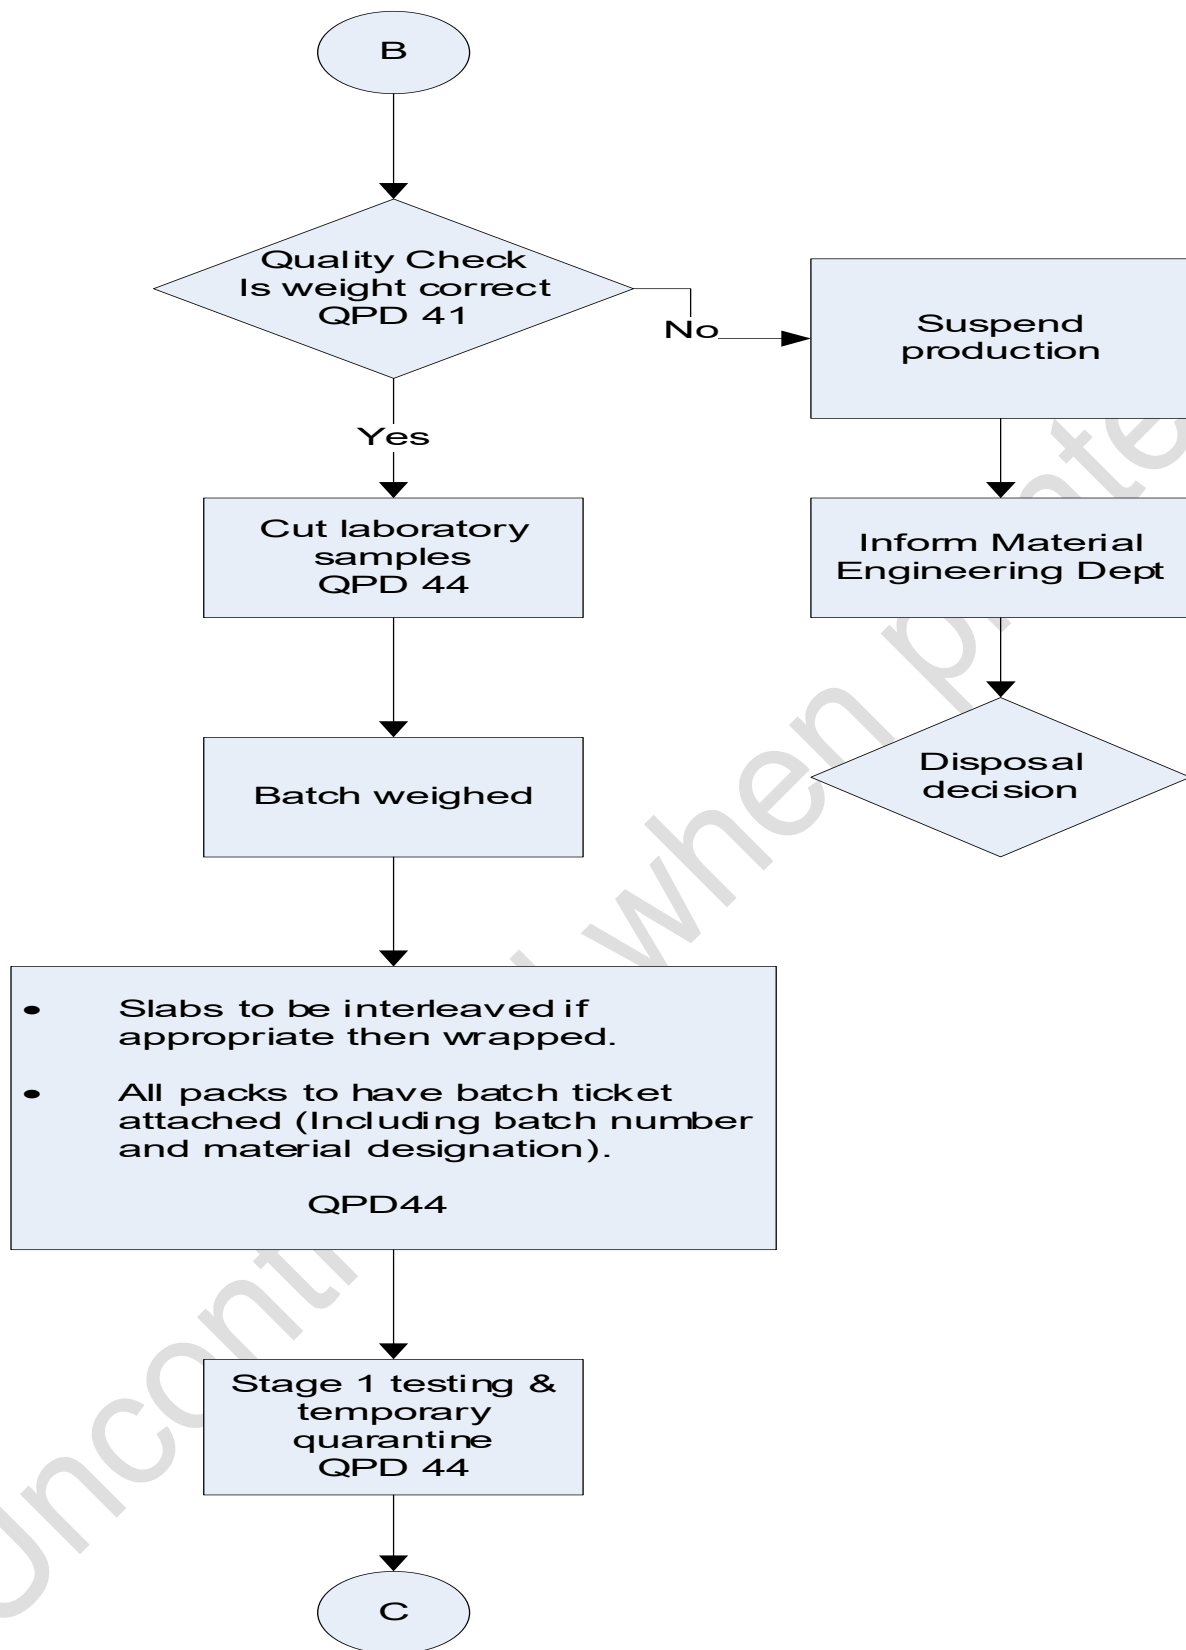 B
Quality Check
Is weight correct
QPD 41
No
Suspend
production
Yes
Cut laboratory
samples
QPD 44
Inform Material
Engineering Dept
Batch weighed
Disposal
decision
• Slabs to be interleaved if
appropriate then wrapped.
• All packs to have batch ticket
attached (Including batch number
and material designation).
QPD44
Stage 1 testing &
temporary
quarantine
QPD 44
C
when